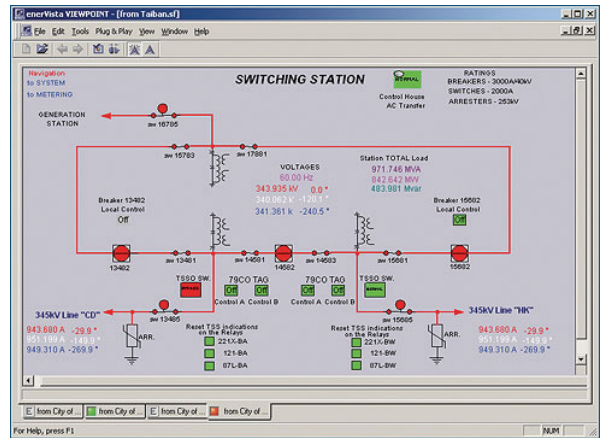 enerVista VIEWPOINT - [from Taiban.sf]
File Edit Tools Plug & Play View Window Help
Navigation
to SYSTEM
to METERING
SWITCHING STATION
NORMAL
Control House
AC Transfer
RATINGS
BREAKERS - 3000A/40kV
SWITCHES - 2000A
ARRESTERS - 253kV
GENERATION
STATION
SW 16785
SW 15783
SW 17881
VOLTAGES
60.00 Hz
343.935 kV 0.0 °
340.062 kV -120.1 °
341.361 k -240.5 °
Station TOTAL Load
971.746 MVA
842.642 MW
483.981 Mvar
Breaker 13482
Local Control
Off
Breaker 15682
Local Control
Off
13482
SW 13481
SW 14581
14582
SW 14583
SW 15681
15682
TSSO SW.
79CO TAG
Off Off
Control A Control B
79CO TAG
Off Off
Control A Control B
TSSO SW.
NORMAL
345kV Line "CD"
SW 13485
943.680 A -29.9 °
951.199 A -149.9 °
949.310 A -269.9 °
ARR.
Reset TSS indications
on the Relays
221X-BA
121-BA
87L-BA
Reset TSS indications
on the Relays
221X-BW
121-BW
87L-BW
SW 15685
ARR.
345kV Line "HK"
943.680 A -29.9 °
951.199 A -149.9 °
949.310 A -269.9 °
E from City of ...
from City of ...
E from City of ...
from City of ...
For Help, press F1
NUM